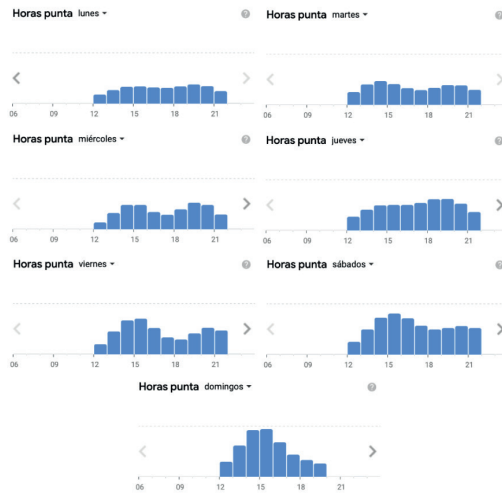 Horas punta lunes
06 09 12 15 18 21
Horas punta martes
06 09 12 15 18 21
Horas punta miércoles
06 09 12 15 18 21
Horas punta jueves
06 09 12 15 18 21
Horas punta viernes
06 09 12 15 18 21
Horas punta sábados
06 09 12 15 18 21
Horas punta domingos
06 09 12 15 18 21